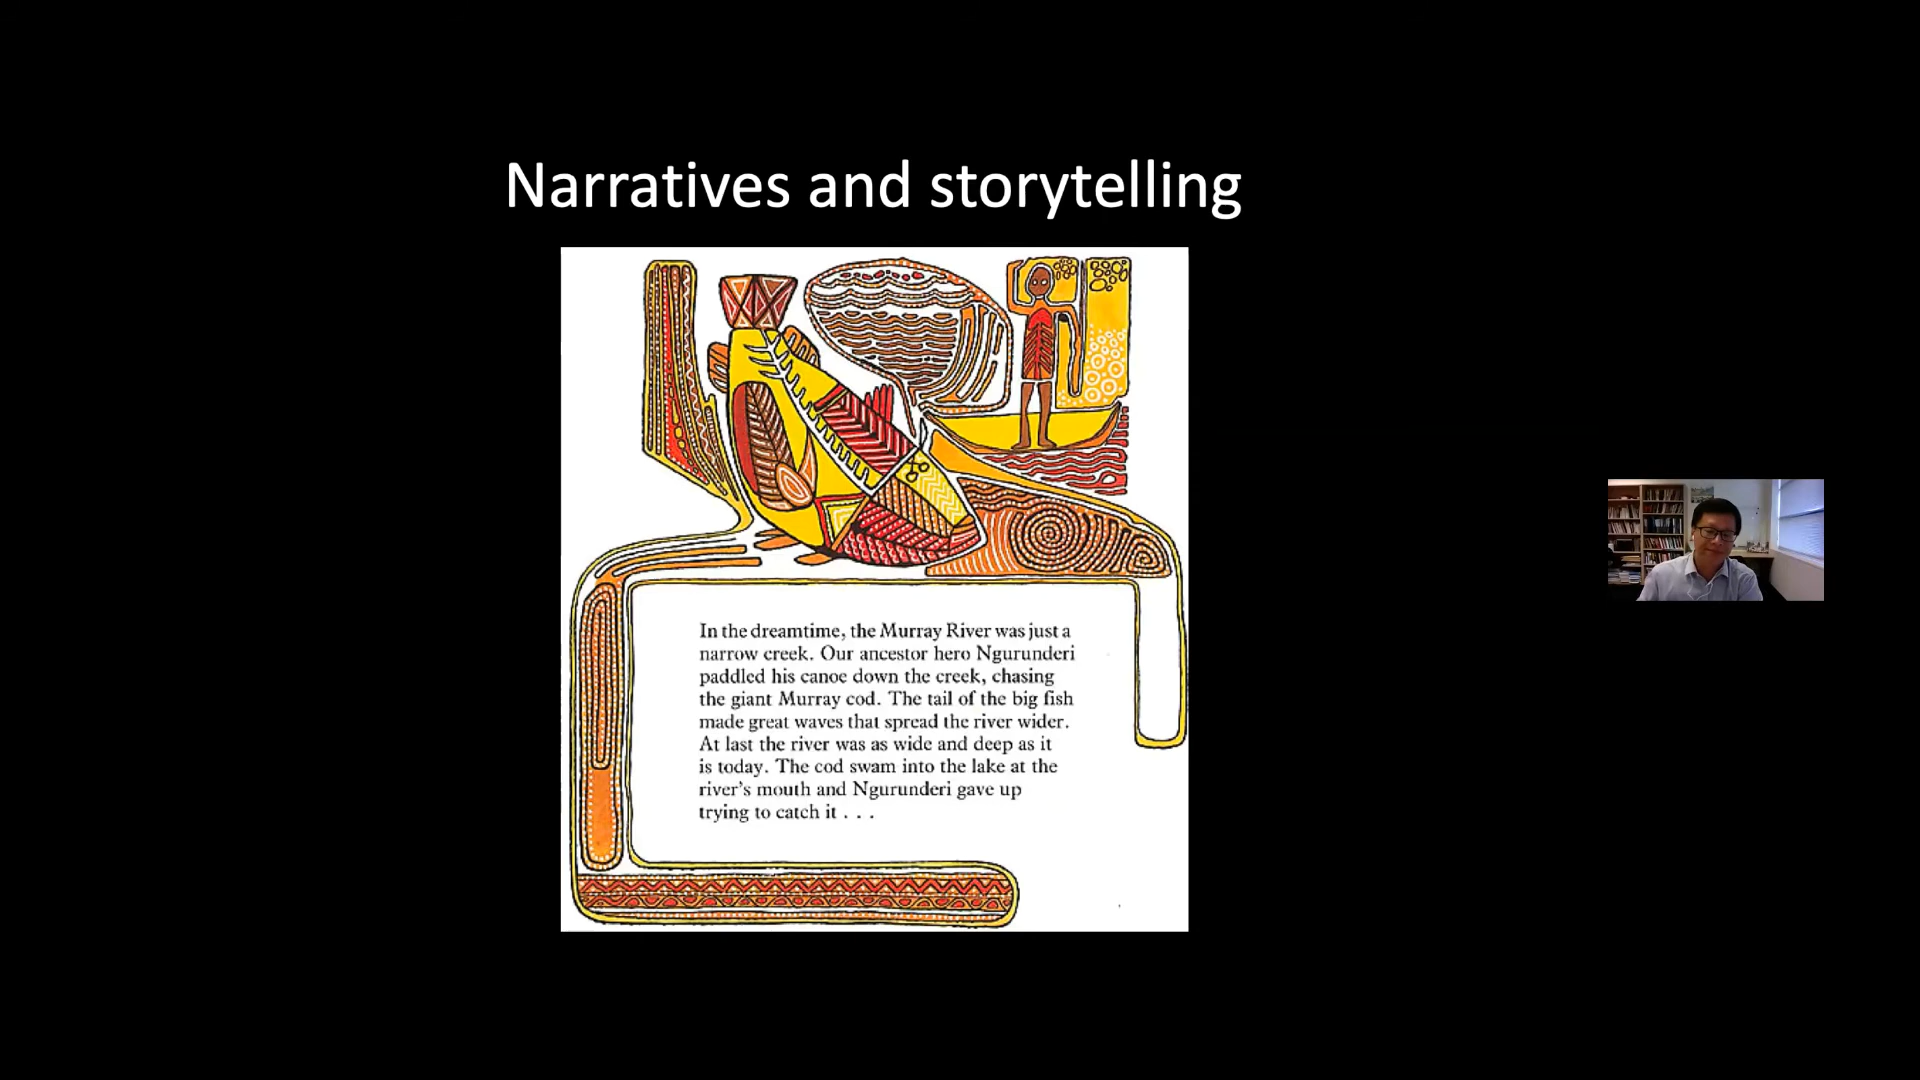 Narratives and storytelling
In the dreamtime, the Murray River was just a
narrow creek. Our ancestor hero Ngurunderi
paddled his canoe down the creek, chasing
the giant Murray cod. The tail of the big fish
made great waves that spread the river wider.
At last the river was as wide and deep as it
is today. The cod swam into the lake at the
river's mouth and Ngurunderi gave up
trying to catch it . . .